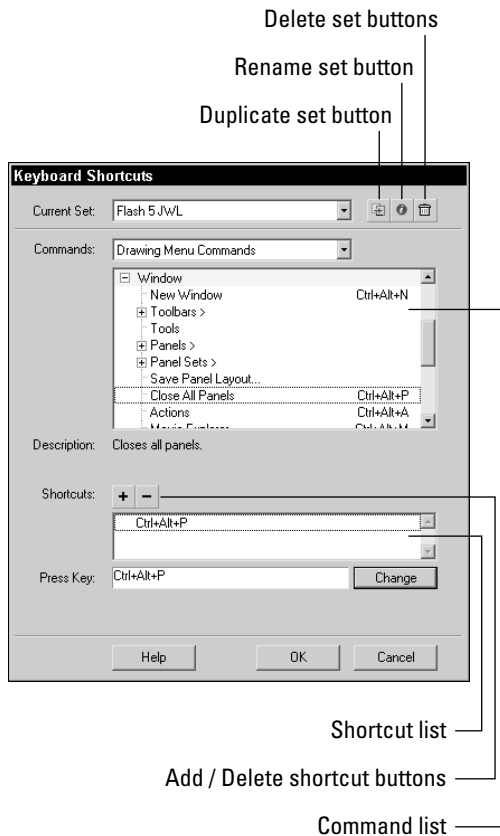 Delete set buttons
Rename set button
Duplicate set button
Keyboard Shortcuts
Current Set: Flash 5 JWL
Commands: Drawing Menu Commands
Window
New Window Ctrl+Alt+N
Toolbars >
Tools
Panels >
Panel Sets >
Save Panel Layout...
Close All Panels Ctrl+Alt+P
Actions Ctrl+Alt+A
Description: Closes all panels.
Shortcuts: + −
Ctrl+Alt+P
Press Key: Ctrl+Alt+P Change
Help OK Cancel
Shortcut list
Add / Delete shortcut buttons
Command list